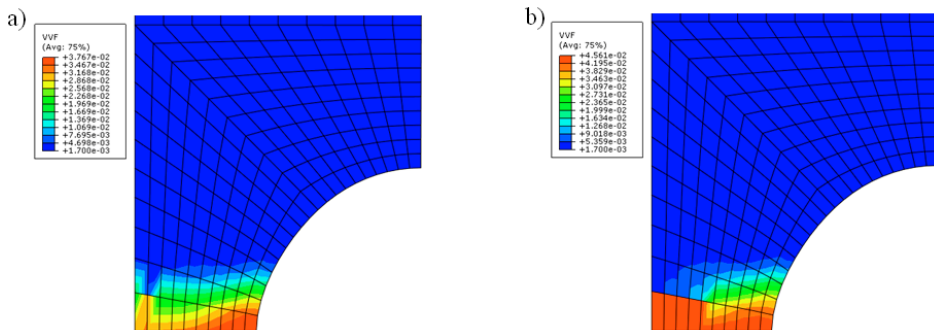 a)
VVF
(Avg: 75%)
+3.767e-02
+3.467e-02
+3.168e-02
+2.868e-02
+2.568e-02
+2.268e-02
+1.969e-02
+1.669e-02
+1.369e-02
+1.069e-02
+7.695e-03
+4.698e-03
+1.700e-03
b)
VVF
(Avg: 75%)
+4.561e-02
+4.195e-02
+3.829e-02
+3.463e-02
+3.097e-02
+2.731e-02
+2.365e-02
+1.999e-02
+1.634e-02
+1.268e-02
+9.018e-03
+5.359e-03
+1.700e-03